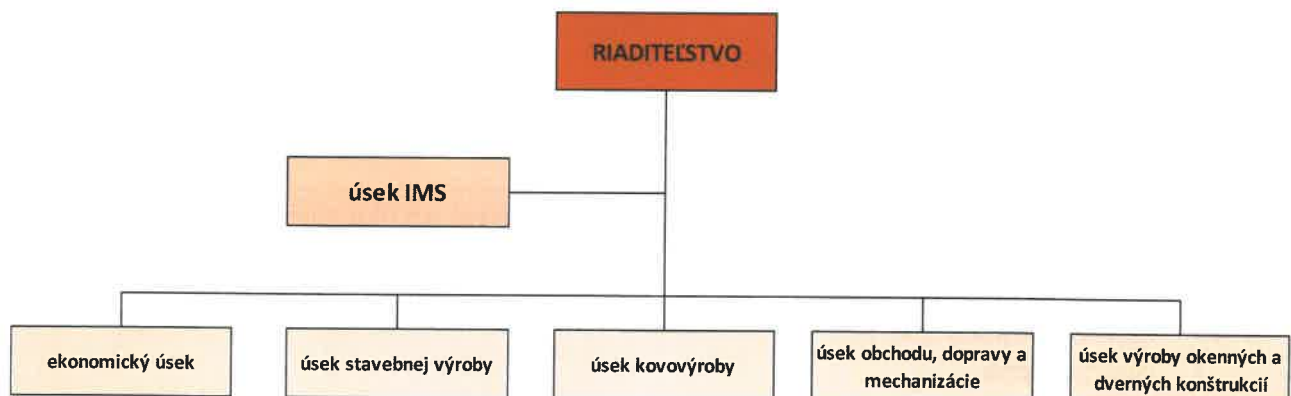 RIADITEĽSTVO
úsek IMS
ekonomický úsek
úsek stavebnej výroby
úsek kovovýroby
úsek obchodu, dopravy a
mechanizácie
úsek výroby okenných a
dverných konštrukcií